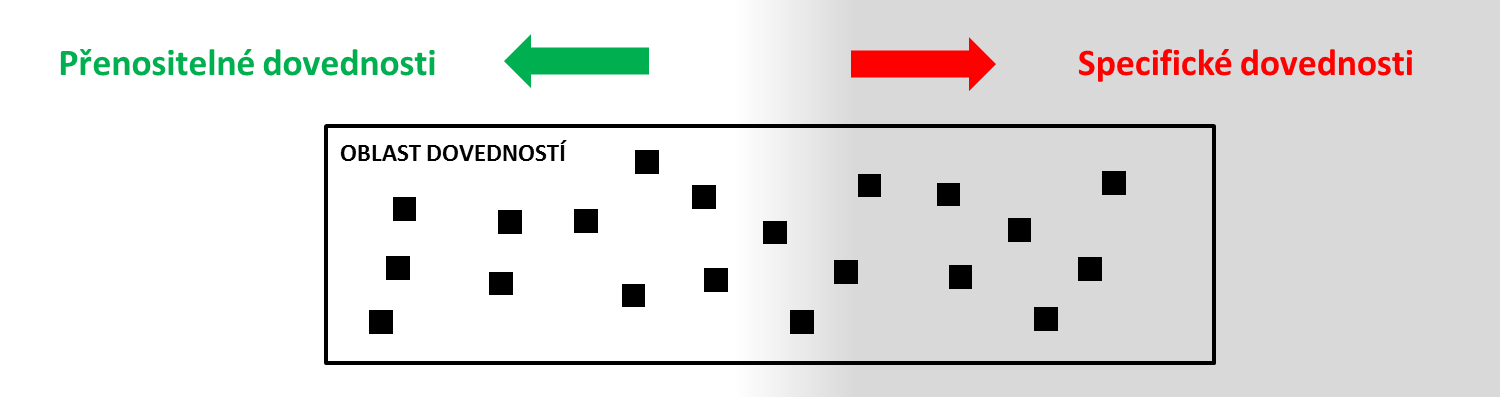 Přenositelné dovednosti
Specifické dovednosti
OBLAST DOVEDNOSTÍ